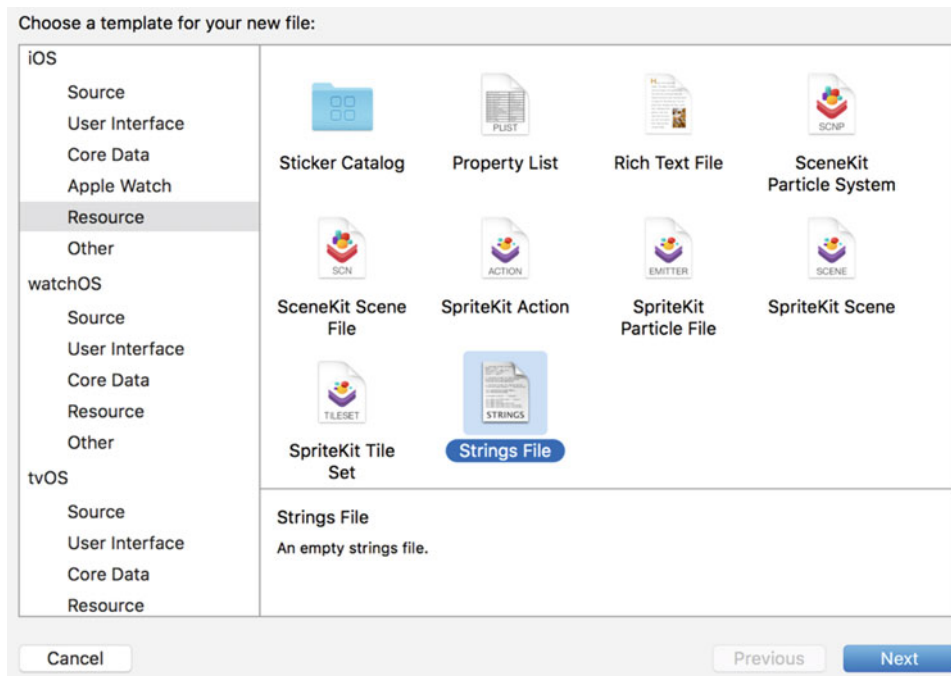 Choose a template for your new file:
iOS
Source
User Interface
Core Data
Apple Watch
Resource
Other
watchOS
Source
User Interface
Core Data
Resource
Other
tvOS
Source
User Interface
Core Data
Resource
Sticker Catalog
PLIST
Property List
Rich Text File
SCNP
SceneKit
Particle System
SCN
SceneKit Scene
File
ACTION
SpriteKit Action
EMITTER
SpriteKit
Particle File
SCENE
SpriteKit Scene
TILESET
SpriteKit Tile
Set
STRINGS
Strings File
Strings File
An empty strings file.
Cancel
Previous
Next